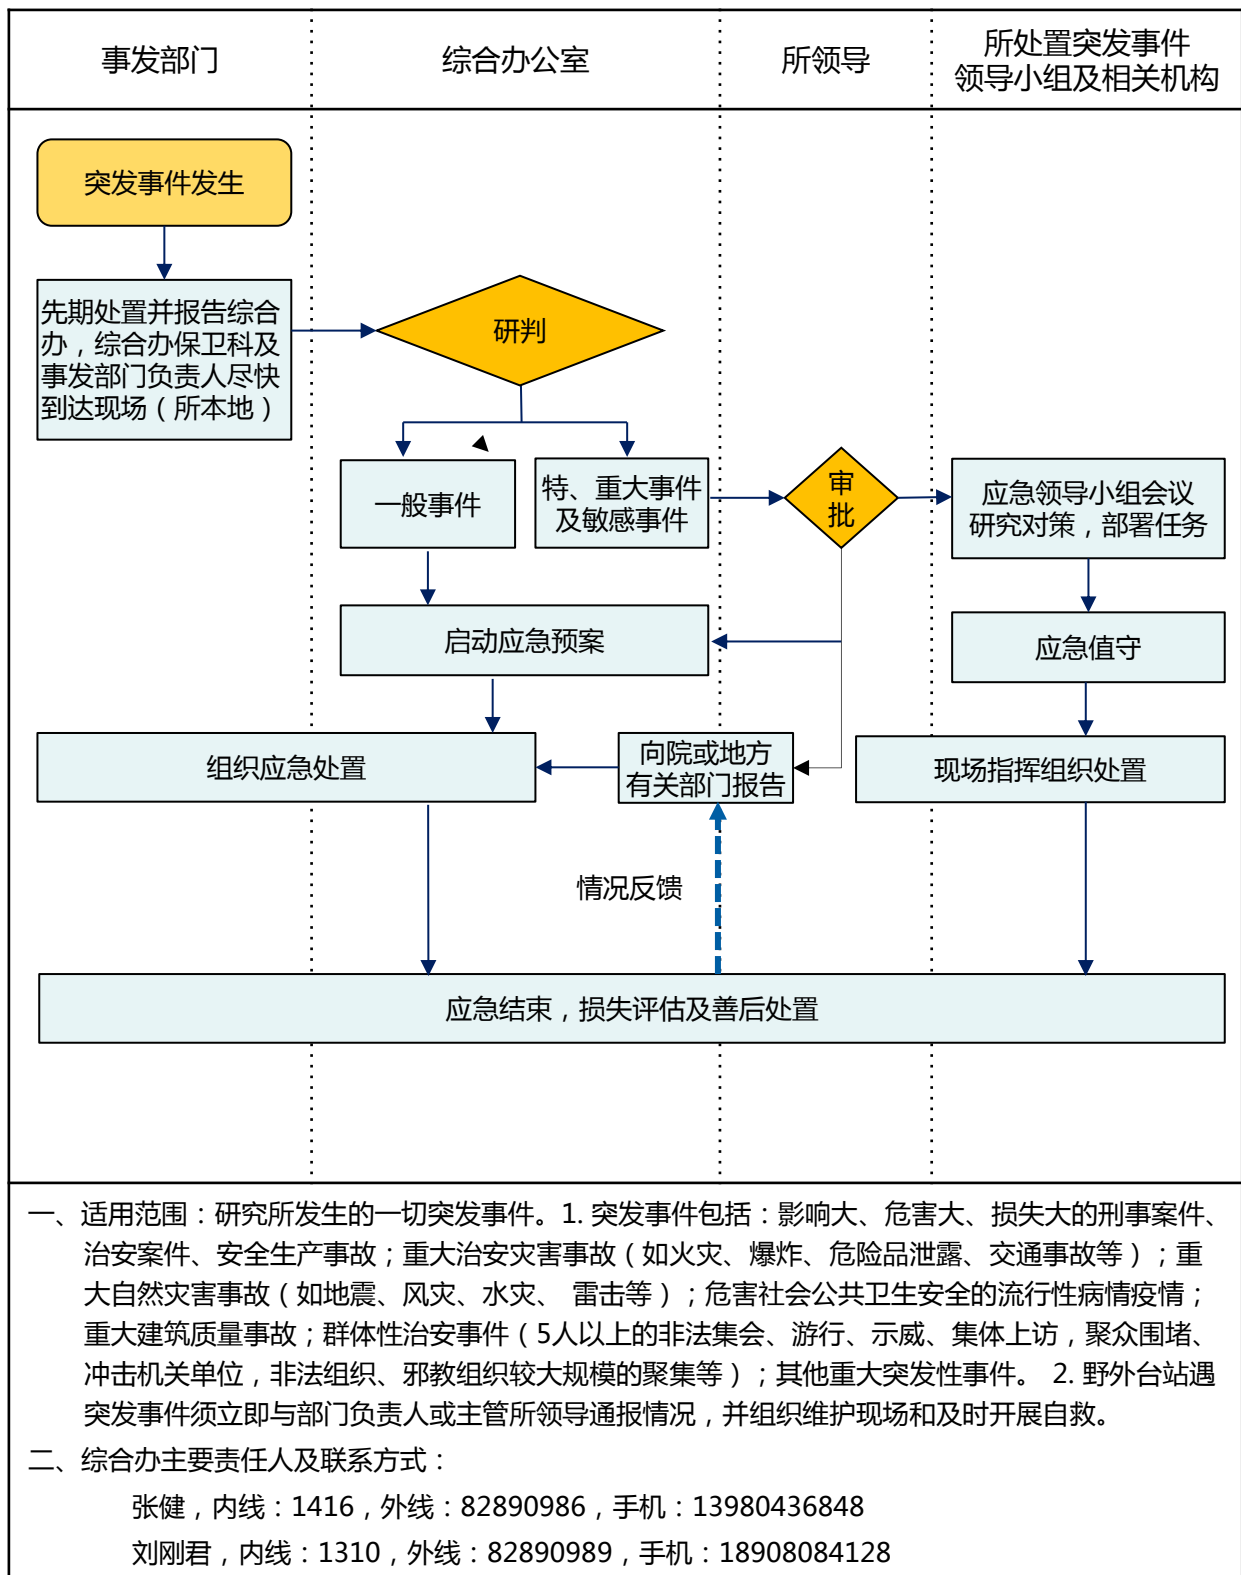 事发部门
综合办公室
所领导
所处置突发事件
领导小组及相关机构
突发事件发生
先期处置并报告综合
办，综合办保卫科及
事发部门负责人尽快
到达现场（所本地）
研判
一般事件
特、重大事件
及敏感事件
审
批
应急领导小组会议
研究对策，部署任务
启动应急预案
应急值守
组织应急处置
向院或地方
有关部门报告
现场指挥组织处置
情况反馈
应急结束，损失评估及善后处置
一、适用范围：研究所发生的一切突发事件。1. 突发事件包括：影响大、危害大、损失大的刑事案件、
治安案件、安全生产事故；重大治安灾害事故（如火灾、爆炸、危险品泄露、交通事故等）；重
大自然灾害事故（如地震、风灾、水灾、 雷击等）；危害社会公共卫生安全的流行性病情疫情；
重大建筑质量事故；群体性治安事件（5人以上的非法集会、游行、示威、集体上访，聚众围堵、
冲击机关单位，非法组织、邪教组织较大规模的聚集等）；其他重大突发性事件。 2. 野外台站遇
突发事件须立即与部门负责人或主管所领导通报情况，并组织维护现场和及时开展自救。
二、综合办主要责任人及联系方式：
张健，内线：1416，外线：82890986，手机：13980436848
刘刚君，内线：1310，外线：82890989，手机：18908084128